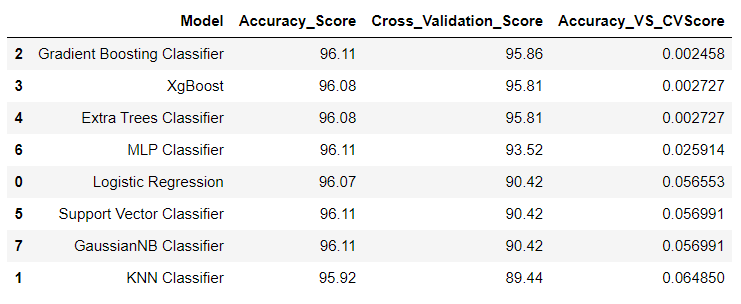 Model Accuracy_Score Cross_Validation_Score Accuracy_VS_CVScore
2 Gradient Boosting Classifier 96.11 95.86 0.002458
3 XgBoost 96.08 95.81 0.002727
4 Extra Trees Classifier 96.08 95.81 0.002727
6 MLP Classifier 96.11 93.52 0.025914
0 Logistic Regression 96.07 90.42 0.056553
5 Support Vector Classifier 96.11 90.42 0.056991
7 GaussianNB Classifier 96.11 90.42 0.056991
1 KNN Classifier 95.92 89.44 0.064850